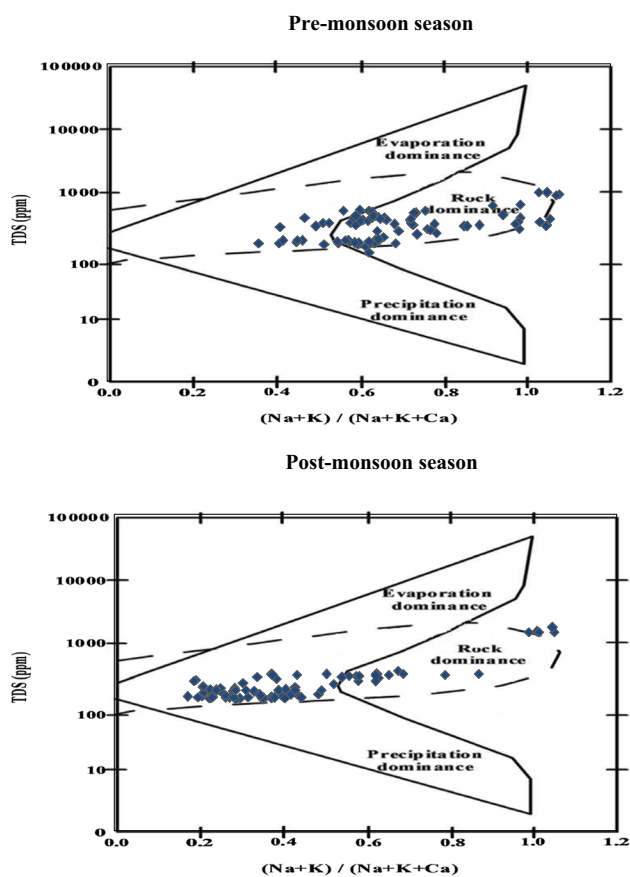 Pre-monsoon season
100000
10000
1000
100
10
0
TDS (ppm)
Evaporation
dominance
Rock
dominance
Precipitation
dominance
0.0 0.2 0.4 0.6 0.8 1.0 1.2
(Na+K) / (Na+K+Ca)
Post-monsoon season
100000
10000
1000
100
10
0
TDS (ppm)
Evaporation
dominance
Rock
dominance
Precipitation
dominance
0.0 0.2 0.4 0.6 0.8 1.0 1.2
(Na+K) / (Na+K+Ca)